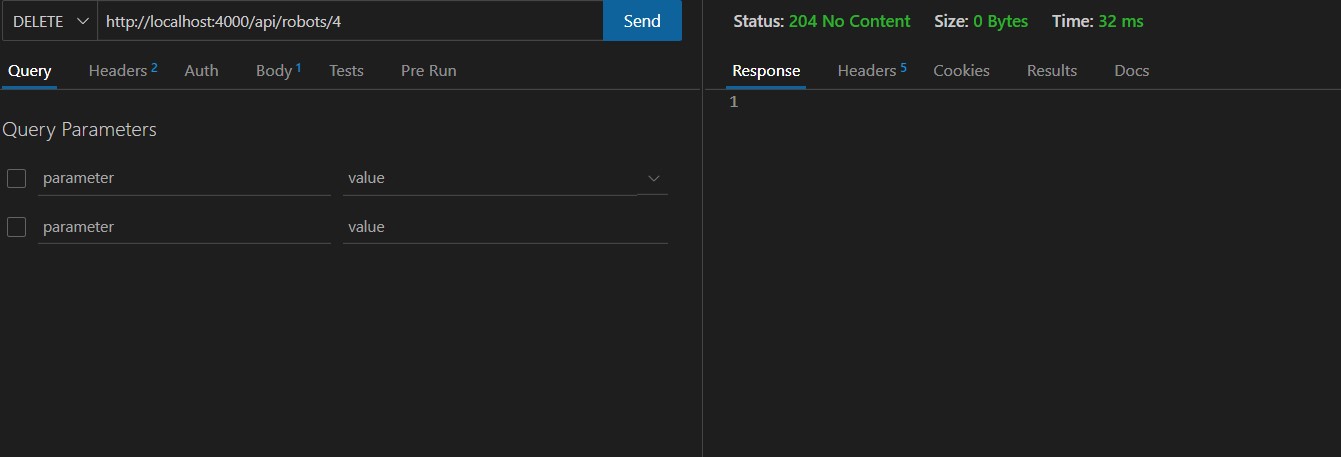 DELETE http://localhost:4000/api/robots/4 Send
Query Headers 2 Auth Body 1 Tests Pre Run
Query Parameters
parameter value
parameter value
Status: 204 No Content Size: 0 Bytes Time: 32 ms
Response Headers 5 Cookies Results Docs
1